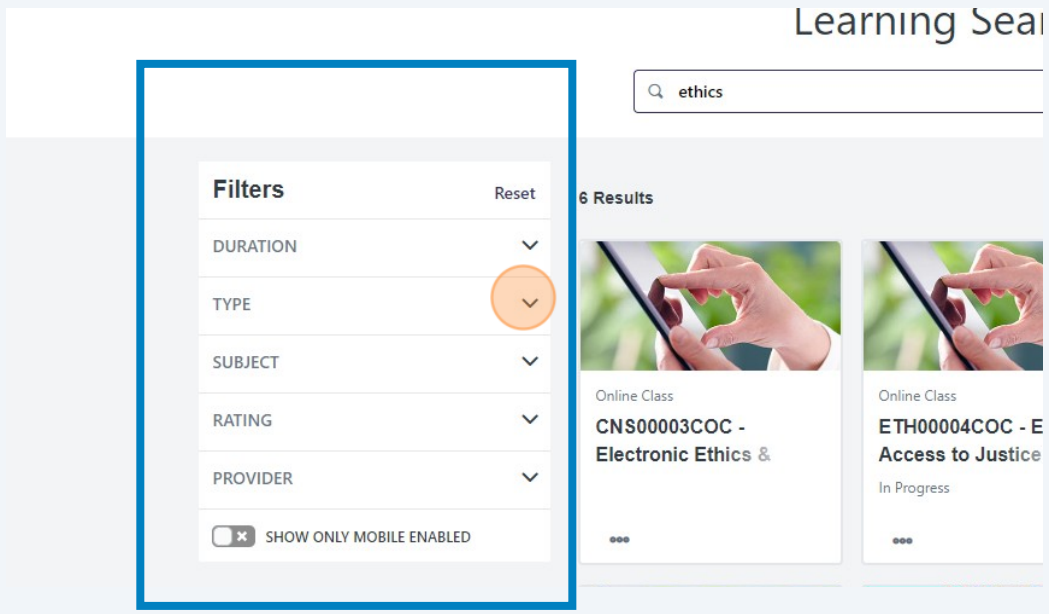 Learning Sear
ethics
Filters
Reset
DURATION
TYPE
SUBJECT
RATING
PROVIDER
SHOW ONLY MOBILE ENABLED
6 Results
Online Class
CNS00003COC -
Electronic Ethics &
Online Class
ETH00004COC - E
Access to Justice
In Progress